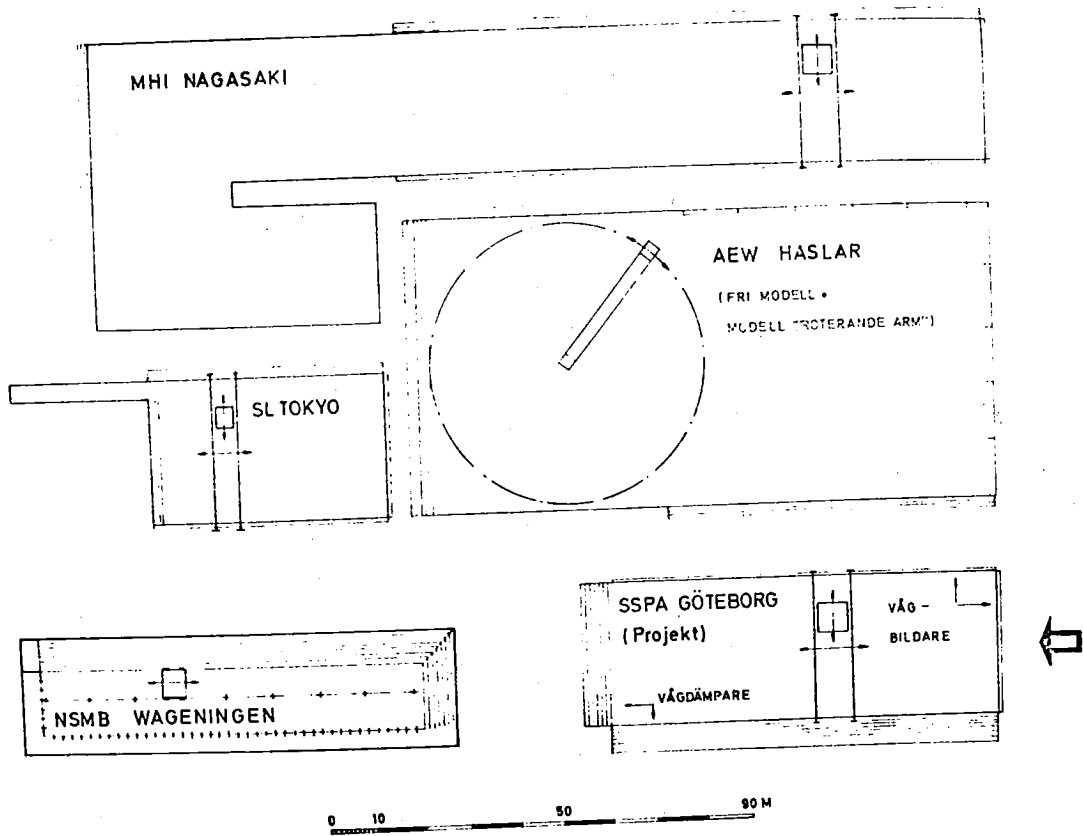 MHI NAGASAKI
AEW HASLAR
(FRI MODELL +
MODELL "ROTERANDE ARM")
SL TOKYO
SSPA GÖTEBORG
(Projekt)
VÅG-
BILDARE
VÅGDÄMPARE
NSMB WAGENINGEN
0 10 50 90 M